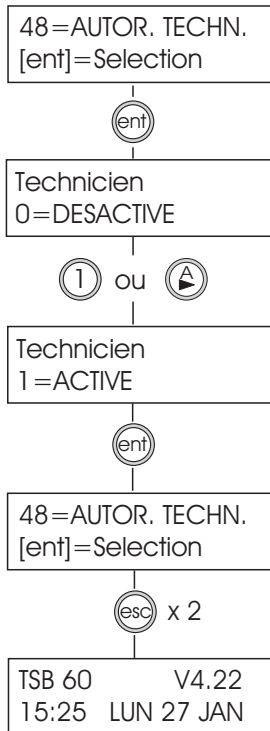 48=AUTOR. TECHN.
[ent]=Selection
ent
Technicien
0=DESACTIVE
1 ou A
Technicien
1=ACTIVE
ent
48=AUTOR. TECHN.
[ent]=Selection
esc x 2
TSB 60 V4.22
15:25 LUN 27 JAN